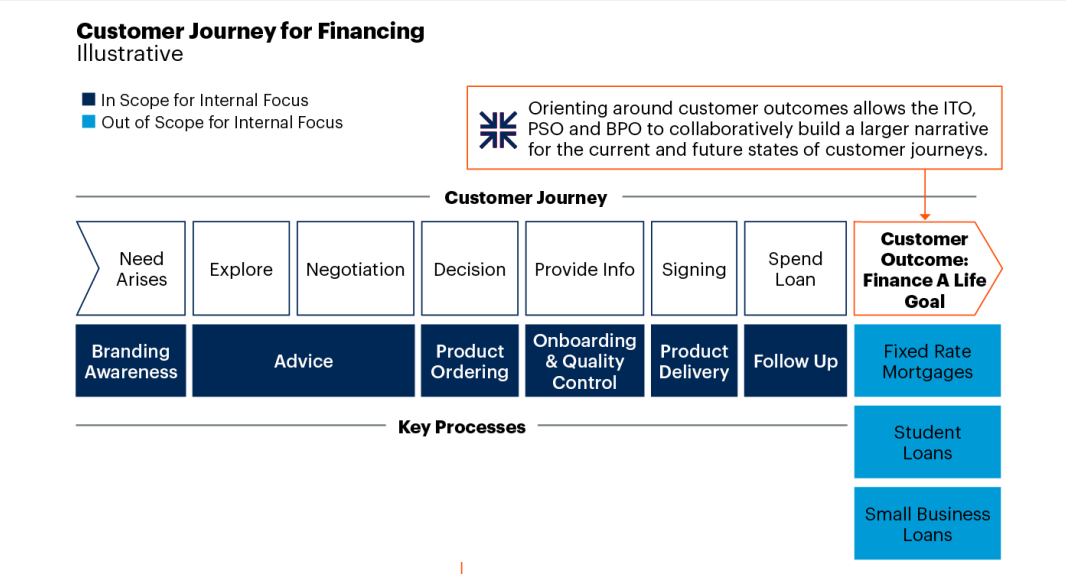 Customer Journey for Financing
Illustrative
In Scope for Internal Focus
Out of Scope for Internal Focus
Orienting around customer outcomes allows the ITO,
PSO and BPO to collaboratively build a larger narrative
for the current and future states of customer journeys.
Customer Journey
Need
Arises
Explore
Negotiation
Decision
Provide Info
Signing
Spend
Loan
Customer
Outcome:
Finance A Life
Goal
Branding
Awareness
Advice
Product
Ordering
Onboarding
& Quality
Control
Product
Delivery
Follow Up
Fixed Rate
Mortgages
Key Processes
Student
Loans
Small Business
Loans